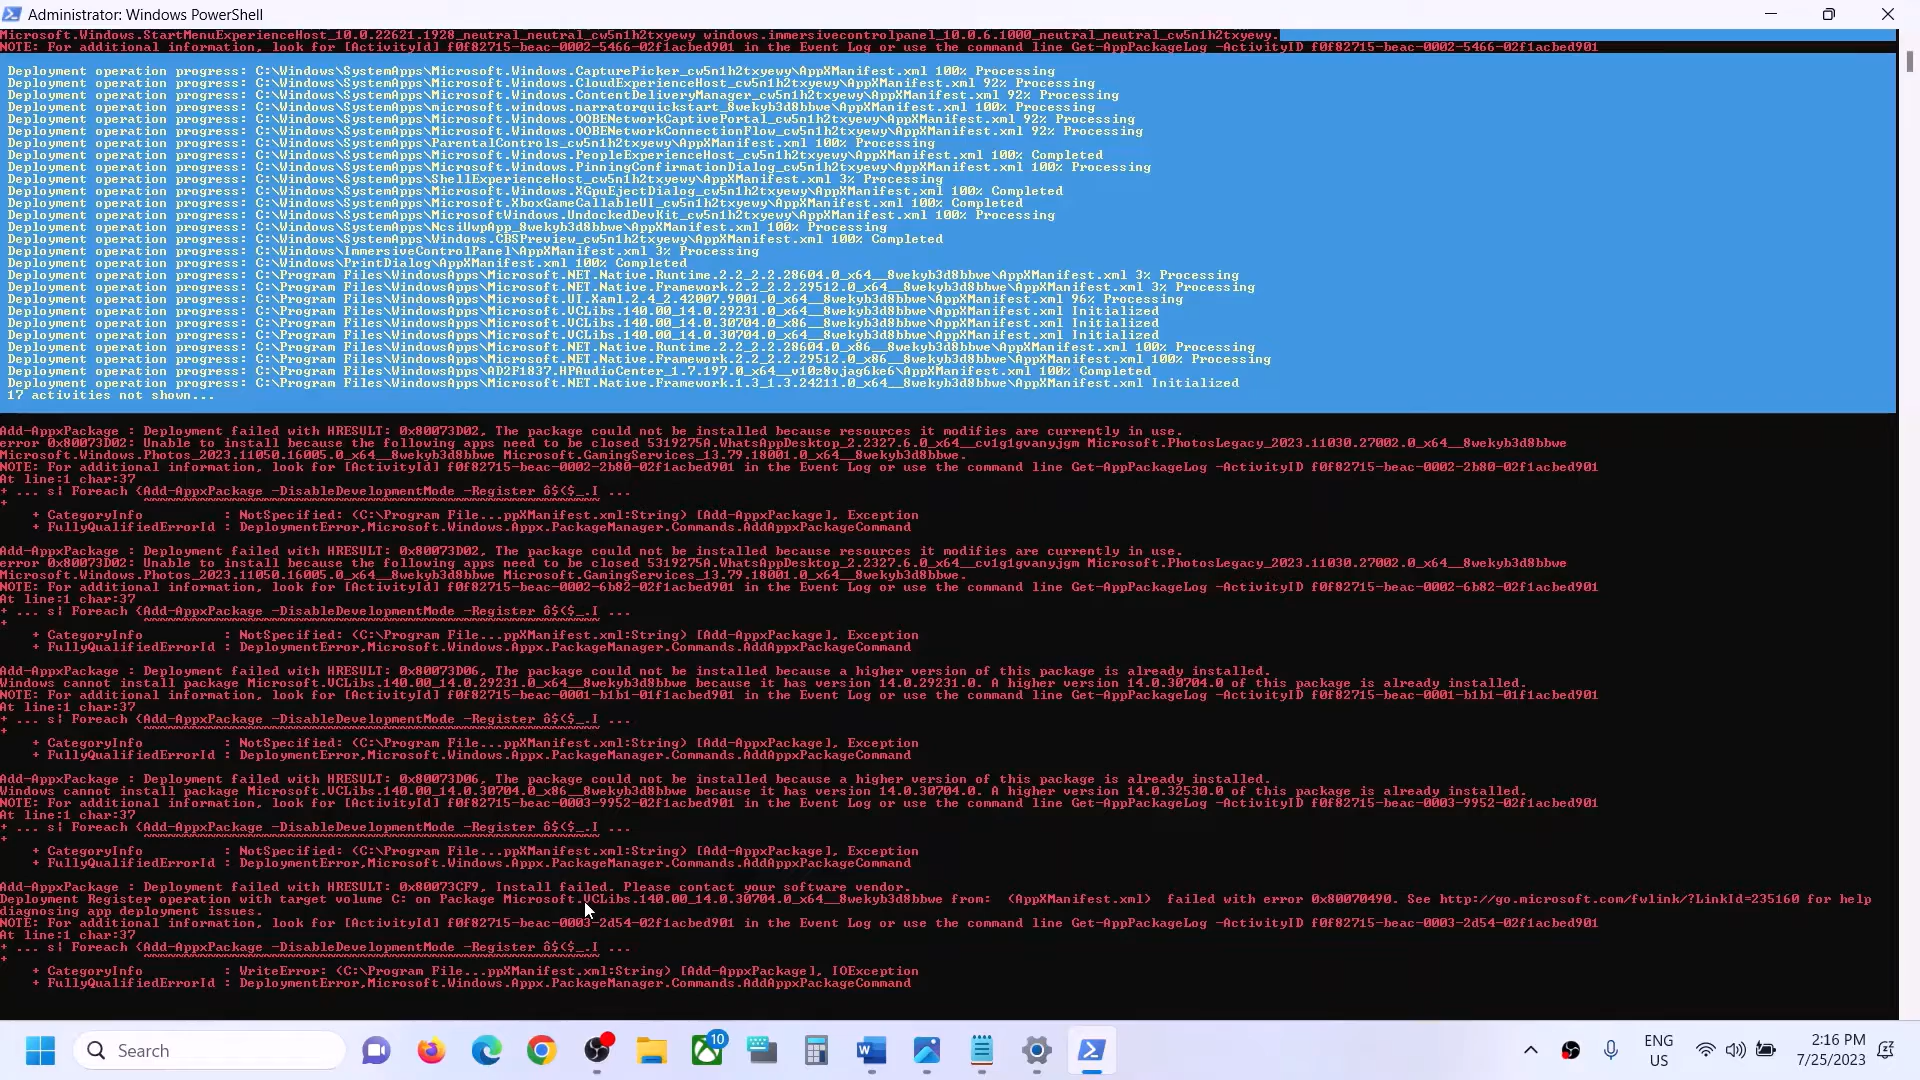 Administrator: Windows PowerShell
Microsoft.Windows.StartMenuExperienceHost_10.0.22621.1928_neutral_neutral_cw5n1h2txyewy windows.immersivecontrolpanel_10.0.6.1000_neutral_neutral_cw5n1h2txyewy.
NOTE: For additional information, look for [ActivityId] f0f82715-beac-0002-5466-02f1acbed901 in the Event Log or use the command line Get-AppPackageLog -ActivityID f0f82715-beac-0002-5466-02f1acbed901
Deployment operation progress: C:\Windows\SystemApps\Microsoft.Windows.CapturePicker_cw5n1h2txyewy\AppXManifest.xml 100% Processing
Deployment operation progress: C:\Windows\SystemApps\Microsoft.Windows.CloudExperienceHost_cw5n1h2txyewy\AppXManifest.xml 92% Processing
Deployment operation progress: C:\Windows\SystemApps\Microsoft.Windows.ContentDeliveryManager_cw5n1h2txyewy\AppXManifest.xml 92% Processing
Deployment operation progress: C:\Windows\SystemApps\microsoft.windows.narratorquickstart_8wekyb3d8bbwe\AppXManifest.xml 100% Processing
Deployment operation progress: C:\Windows\SystemApps\Microsoft.Windows.OOBENetworkCaptivePortal_cw5n1h2txyewy\AppXManifest.xml 92% Processing
Deployment operation progress: C:\Windows\SystemApps\Microsoft.Windows.OOBENetworkConnectionFlow_cw5n1h2txyewy\AppXManifest.xml 92% Processing
Deployment operation progress: C:\Windows\SystemApps\ParentalControls_cw5n1h2txyewy\AppXManifest.xml 100% Processing
Deployment operation progress: C:\Windows\SystemApps\Microsoft.Windows.PeopleExperienceHost_cw5n1h2txyewy\AppXManifest.xml 100% Completed
Deployment operation progress: C:\Windows\SystemApps\Microsoft.Windows.PinningConfirmationDialog_cw5n1h2txyewy\AppXManifest.xml 100% Processing
Deployment operation progress: C:\Windows\SystemApps\ShellExperienceHost_cw5n1h2txyewy\AppXManifest.xml 3% Processing
Deployment operation progress: C:\Windows\SystemApps\Microsoft.Windows.XGpuEjectDialog_cw5n1h2txyewy\AppXManifest.xml 100% Completed
Deployment operation progress: C:\Windows\SystemApps\Microsoft.XboxGameCallableUI_cw5n1h2txyewy\AppXManifest.xml 100% Completed
Deployment operation progress: C:\Windows\SystemApps\MicrosoftWindows.UndockedDevKit_cw5n1h2txyewy\AppXManifest.xml 100% Processing
Deployment operation progress: C:\Windows\SystemApps\NcsiUwpApp_8wekyb3d8bbwe\AppXManifest.xml 100% Processing
Deployment operation progress: C:\Windows\SystemApps\Windows.CBSPreview_cw5n1h2txyewy\AppXManifest.xml 100% Completed
Deployment operation progress: C:\Windows\ImmersiveControlPanel\AppXManifest.xml 3% Processing
Deployment operation progress: C:\Windows\PrintDialog\AppXManifest.xml 100% Completed
Deployment operation progress: C:\Program Files\WindowsApps\Microsoft.NET.Native.Runtime.2.2_2.2.28604.0_x64__8wekyb3d8bbwe\AppXManifest.xml 3% Processing
Deployment operation progress: C:\Program Files\WindowsApps\Microsoft.NET.Native.Framework.2.2_2.2.29512.0_x64__8wekyb3d8bbwe\AppXManifest.xml 3% Processing
Deployment operation progress: C:\Program Files\WindowsApps\Microsoft.UI.Xaml.2.4_2.42007.9001.0_x64__8wekyb3d8bbwe\AppXManifest.xml 96% Processing
Deployment operation progress: C:\Program Files\WindowsApps\Microsoft.VCLibs.140.00_14.0.29231.0_x64__8wekyb3d8bbwe\AppXManifest.xml Initialized
Deployment operation progress: C:\Program Files\WindowsApps\Microsoft.VCLibs.140.00_14.0.30704.0_x86__8wekyb3d8bbwe\AppXManifest.xml Initialized
Deployment operation progress: C:\Program Files\WindowsApps\Microsoft.VCLibs.140.00_14.0.30704.0_x64__8wekyb3d8bbwe\AppXManifest.xml Initialized
Deployment operation progress: C:\Program Files\WindowsApps\Microsoft.NET.Native.Runtime.2.2_2.2.28604.0_x86__8wekyb3d8bbwe\AppXManifest.xml 100% Processing
Deployment operation progress: C:\Program Files\WindowsApps\Microsoft.NET.Native.Framework.2.2_2.2.29512.0_x86__8wekyb3d8bbwe\AppXManifest.xml 100% Processing
Deployment operation progress: C:\Program Files\WindowsApps\AD2F1837.HPAudioCenter_1.7.197.0_x64__v10z8vjag6ke6\AppXManifest.xml 100% Completed
Deployment operation progress: C:\Program Files\WindowsApps\Microsoft.NET.Native.Framework.1.3_1.3.24211.0_x64__8wekyb3d8bbwe\AppXManifest.xml Initialized
17 activities not shown...
Add-AppxPackage : Deployment failed with HRESULT: 0x80073D02, The package could not be installed because resources it modifies are currently in use.
error 0x80073D02: Unable to install because the following apps need to be closed 5319275A.WhatsAppDesktop_2.2327.6.0_x64__cv1g1gvanyjgm Microsoft.PhotosLegacy_2023.11030.27002.0_x64__8wekyb3d8bbwe
Microsoft.Windows.Photos_2023.11050.16005.0_x64__8wekyb3d8bbwe Microsoft.GamingServices_13.79.18001.0_x64__8wekyb3d8bbwe.
NOTE: For additional information, look for [ActivityId] f0f82715-beac-0002-2b80-02f1acbed901 in the Event Log or use the command line Get-AppPackageLog -ActivityID f0f82715-beac-0002-2b80-02f1acbed901
At line:1 char:37
+ ... s| Foreach {Add-AppxPackage -DisableDevelopmentMode -Register ô$($_.I ...
+
+ CategoryInfo : NotSpecified: (C:\Program File...ppXManifest.xml:String) [Add-AppxPackage], Exception
+ FullyQualifiedErrorId : DeploymentError,Microsoft.Windows.Appx.PackageManager.Commands.AddAppxPackageCommand
Add-AppxPackage : Deployment failed with HRESULT: 0x80073D02, The package could not be installed because resources it modifies are currently in use.
error 0x80073D02: Unable to install because the following apps need to be closed 5319275A.WhatsAppDesktop_2.2327.6.0_x64__cv1g1gvanyjgm Microsoft.PhotosLegacy_2023.11030.27002.0_x64__8wekyb3d8bbwe
Microsoft.Windows.Photos_2023.11050.16005.0_x64__8wekyb3d8bbwe Microsoft.GamingServices_13.79.18001.0_x64__8wekyb3d8bbwe.
NOTE: For additional information, look for [ActivityId] f0f82715-beac-0002-6b82-02f1acbed901 in the Event Log or use the command line Get-AppPackageLog -ActivityID f0f82715-beac-0002-6b82-02f1acbed901
At line:1 char:37
+ ... s| Foreach {Add-AppxPackage -DisableDevelopmentMode -Register ô$($_.I ...
+
+ CategoryInfo : NotSpecified: (C:\Program File...ppXManifest.xml:String) [Add-AppxPackage], Exception
+ FullyQualifiedErrorId : DeploymentError,Microsoft.Windows.Appx.PackageManager.Commands.AddAppxPackageCommand
Add-AppxPackage : Deployment failed with HRESULT: 0x80073D06, The package could not be installed because a higher version of this package is already installed.
Windows cannot install package Microsoft.VCLibs.140.00_14.0.29231.0_x64__8wekyb3d8bbwe because it has version 14.0.29231.0. A higher version 14.0.30704.0 of this package is already installed.
NOTE: For additional information, look for [ActivityId] f0f82715-beac-0001-b1b1-01f1acbed901 in the Event Log or use the command line Get-AppPackageLog -ActivityID f0f82715-beac-0001-b1b1-01f1acbed901
At line:1 char:37
+ ... s| Foreach {Add-AppxPackage -DisableDevelopmentMode -Register ô$($_.I ...
+
+ CategoryInfo : NotSpecified: (C:\Program File...ppXManifest.xml:String) [Add-AppxPackage], Exception
+ FullyQualifiedErrorId : DeploymentError,Microsoft.Windows.Appx.PackageManager.Commands.AddAppxPackageCommand
Add-AppxPackage : Deployment failed with HRESULT: 0x80073D06, The package could not be installed because a higher version of this package is already installed.
Windows cannot install package Microsoft.VCLibs.140.00_14.0.30704.0_x86__8wekyb3d8bbwe because it has version 14.0.30704.0. A higher version 14.0.32530.0 of this package is already installed.
NOTE: For additional information, look for [ActivityId] f0f82715-beac-0003-9952-02f1acbed901 in the Event Log or use the command line Get-AppPackageLog -ActivityID f0f82715-beac-0003-9952-02f1acbed901
At line:1 char:37
+ ... s| Foreach {Add-AppxPackage -DisableDevelopmentMode -Register ô$($_.I ...
+
+ CategoryInfo : NotSpecified: (C:\Program File...ppXManifest.xml:String) [Add-AppxPackage], Exception
+ FullyQualifiedErrorId : DeploymentError,Microsoft.Windows.Appx.PackageManager.Commands.AddAppxPackageCommand
Add-AppxPackage : Deployment failed with HRESULT: 0x80073CF9, Install failed. Please contact your software vendor.
Deployment Register operation with target volume C: on Package Microsoft.VCLibs.140.00_14.0.30704.0_x64__8wekyb3d8bbwe from: (AppXManifest.xml) failed with error 0x80070490. See http://go.microsoft.com/fwlink/?LinkId=235160 for help
diagnosing app deployment issues.
NOTE: For additional information, look for [ActivityId] f0f82715-beac-0003-2d54-02f1acbed901 in the Event Log or use the command line Get-AppPackageLog -ActivityID f0f82715-beac-0003-2d54-02f1acbed901
At line:1 char:37
+ ... s| Foreach {Add-AppxPackage -DisableDevelopmentMode -Register ô$($_.I ...
+
+ CategoryInfo : WriteError: (C:\Program File...ppXManifest.xml:String) [Add-AppxPackage], IOException
+ FullyQualifiedErrorId : DeploymentError,Microsoft.Windows.Appx.PackageManager.Commands.AddAppxPackageCommand
Search
10
ENG
US
2:16 PM
7/25/2023